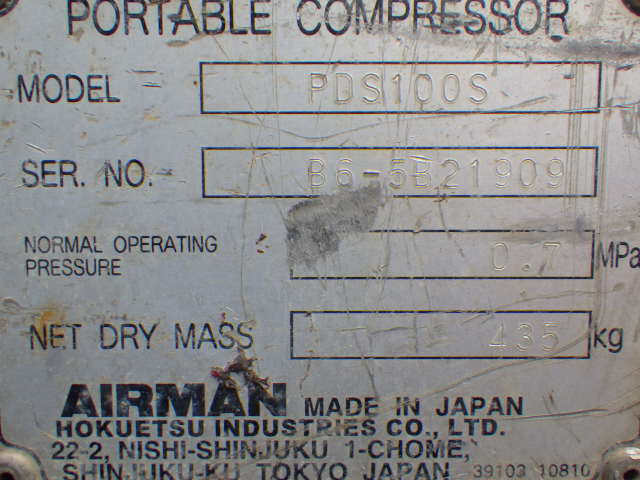 PORTABLE COMPRESSOR
MODEL PDS100S
SER. NO. B6-5B21909
NORMAL OPERATING
PRESSURE 0.7 MPa
NET DRY MASS 435 kg
AIRMAN MADE IN JAPAN
HOKUETSU INDUSTRIES CO., LTD.
22-2, NISHI-SHINJUKU 1-CHOME,
SHINJUKU-KU TOKYO JAPAN 39103 10810